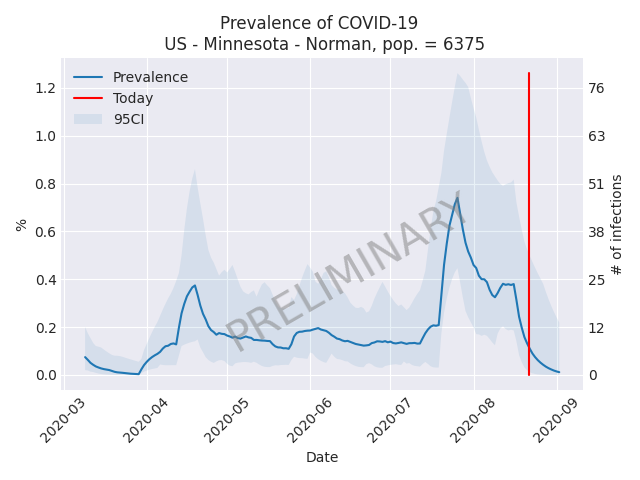 Prevalence of COVID-19
US - Minnesota - Norman, pop. = 6375
Prevalence
Today
95CI
PRELIMINARY
%
1.2
1.0
0.8
0.6
0.4
0.2
0.0
# of infections
76
63
51
38
25
12
0
2020-03
2020-04
2020-05
2020-06
2020-07
2020-08
2020-09
Date